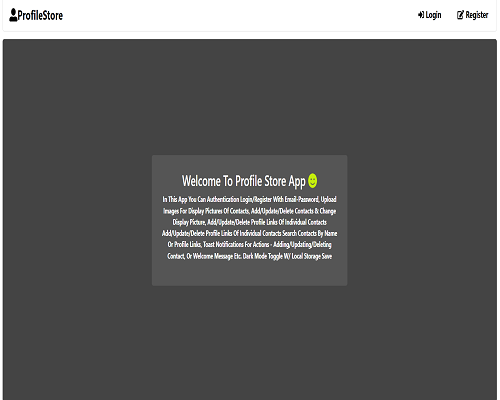 ProfileStore
Login
Register
Welcome To Profile Store App
In This App You Can Authentication Login/Register With Email-Password, Upload
Images For Display Pictures Of Contacts, Add/Update/Delete Contacts & Change
Display Picture, Add/Update/Delete Profile Links Of Individual Contacts
Add/Update/Delete Profile Links Of Individual Contacts Search Contacts By Name
Or Profile Links, Toast Notifications For Actions - Adding/Updating/Deleting
Contact, Or Welcome Message Etc. Dark Mode Toggle W/ Local Storage Save